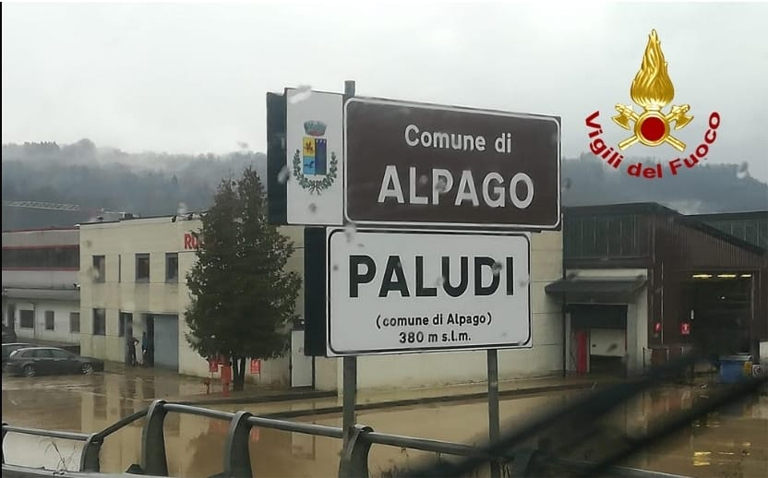 Comune di
ALPAGO
PALUDI
(comune di Alpago)
380 m s.l.m.
Vigili del Fuoco